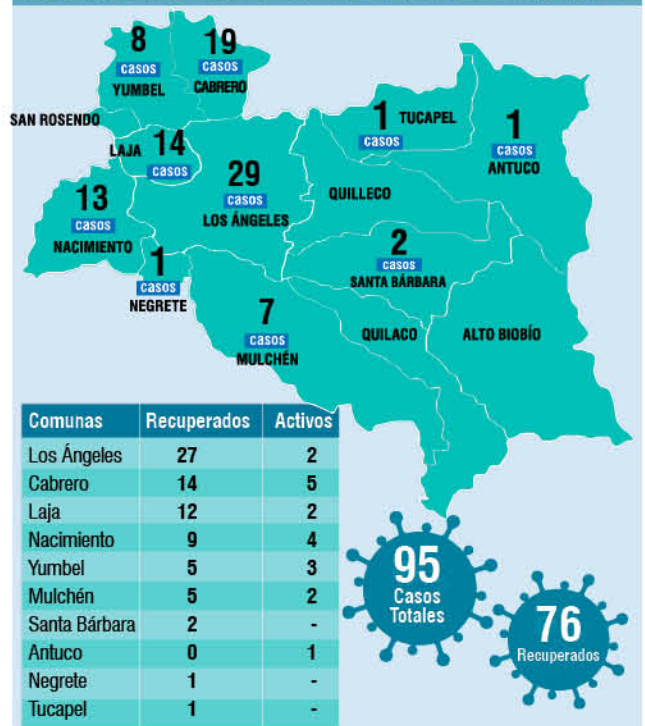 8
casos
YUMBEL
19
casos
CABRERO
SAN ROSENDO
LAJA
14
casos
1
casos
TUCAPEL
1
casos
ANTUCO
29
casos
LOS ÁNGELES
QUILLECO
13
casos
NACIMIENTO
2
casos
SANTA BÁRBARA
1
casos
NEGRETE
7
casos
MULCHÉN
QUILACO
ALTO BIOBÍO
Comunas Recuperados Activos
Los Ángeles 27 2
Cabrero 14 5
Laja 12 2
Nacimiento 9 4
Yumbel 5 3
Mulchén 5 2
Santa Bárbara 2 -
Antuco 0 1
Negrete 1 -
Tucapel 1 -
95
Casos
Totales
76
Recuperados